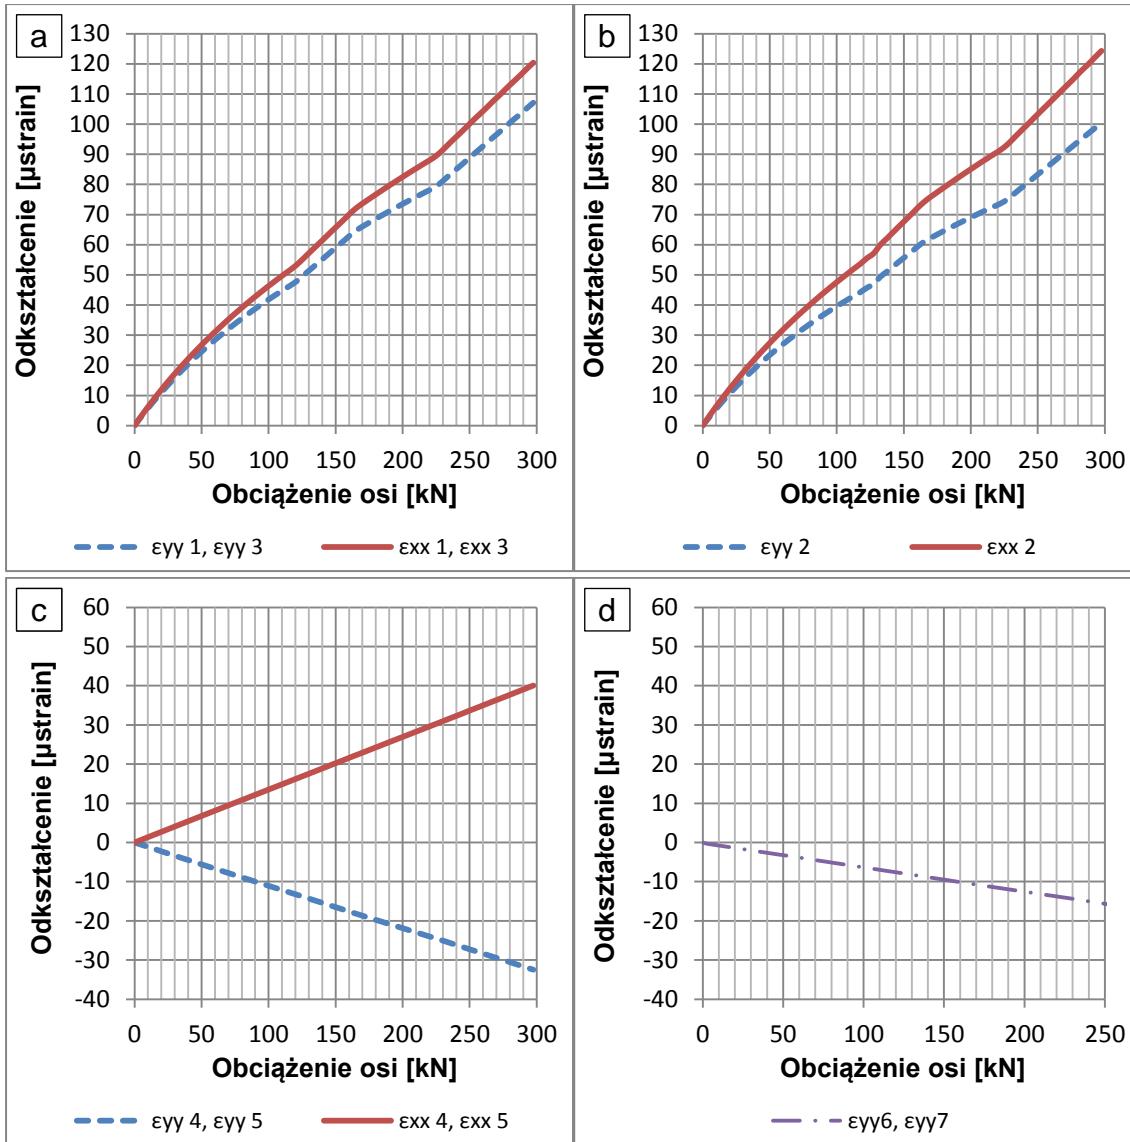 a
130
120
110
100
90
80
70
60
50
40
30
20
10
0
Odkształcenie [µstrain]
0 50 100 150 200 250 300
Obciążenie osi [kN]
εyy 1, εyy 3 εxx 1, εxx 3
b
130
120
110
100
90
80
70
60
50
40
30
20
10
0
Odkształcenie [µstrain]
0 50 100 150 200 250 300
Obciążenie osi [kN]
εyy 2 εxx 2
c
60
50
40
30
20
10
0
-10
-20
-30
-40
Odkształcenie [µstrain]
0 50 100 150 200 250 300
Obciążenie osi [kN]
εyy 4, εyy 5 εxx 4, εxx 5
d
60
50
40
30
20
10
0
-10
-20
-30
-40
Odkształcenie [µstrain]
0 50 100 150 200 250
Obciążenie osi [kN]
εyy6, εyy7